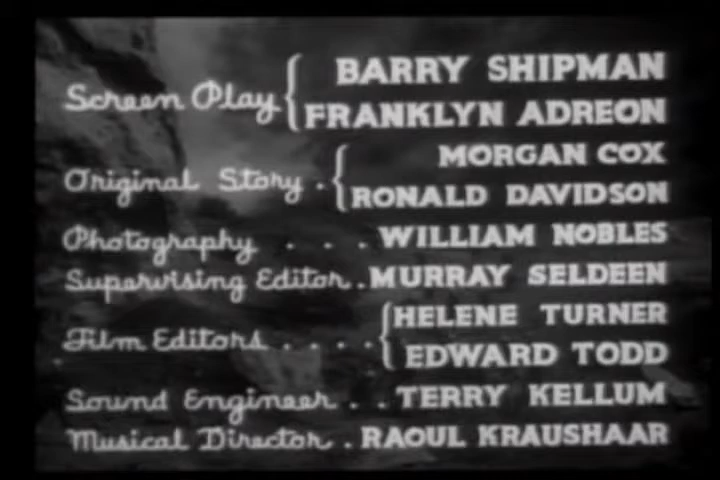 Screen Play { BARRY SHIPMAN
FRANKLYN ADREON
Original Story . { MORGAN COX
RONALD DAVIDSON
Photography . . . WILLIAM NOBLES
Supervising Editor . MURRAY SELDEEN
Film Editors . . . . { HELENE TURNER
EDWARD TODD
Sound Engineer . . TERRY KELLUM
Musical Director . RAOUL KRAUSHAAR